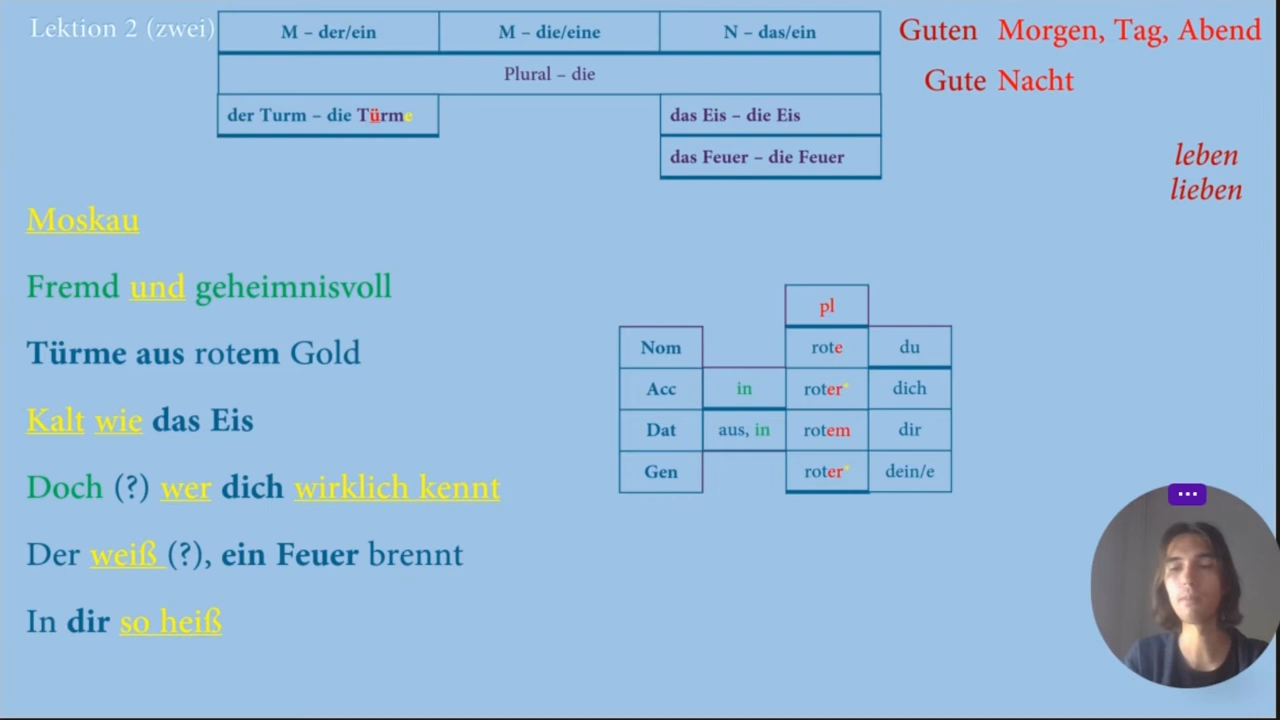 Lektion 2 (zwei)
M – der/ein M – die/eine N – das/ein
Plural – die
der Turm – die Türme das Eis – die Eis
das Feuer – die Feuer
Guten Morgen, Tag, Abend
Gute Nacht
leben
lieben
Moskau
Fremd und geheimnisvoll
Türme aus rotem Gold
Kalt wie das Eis
Doch (?) wer dich wirklich kennt
Der weiß (?), ein Feuer brennt
In dir so heiß
pl
Nom rote du
Acc in roter* dich
Dat aus, in rotem dir
Gen roter* dein/e